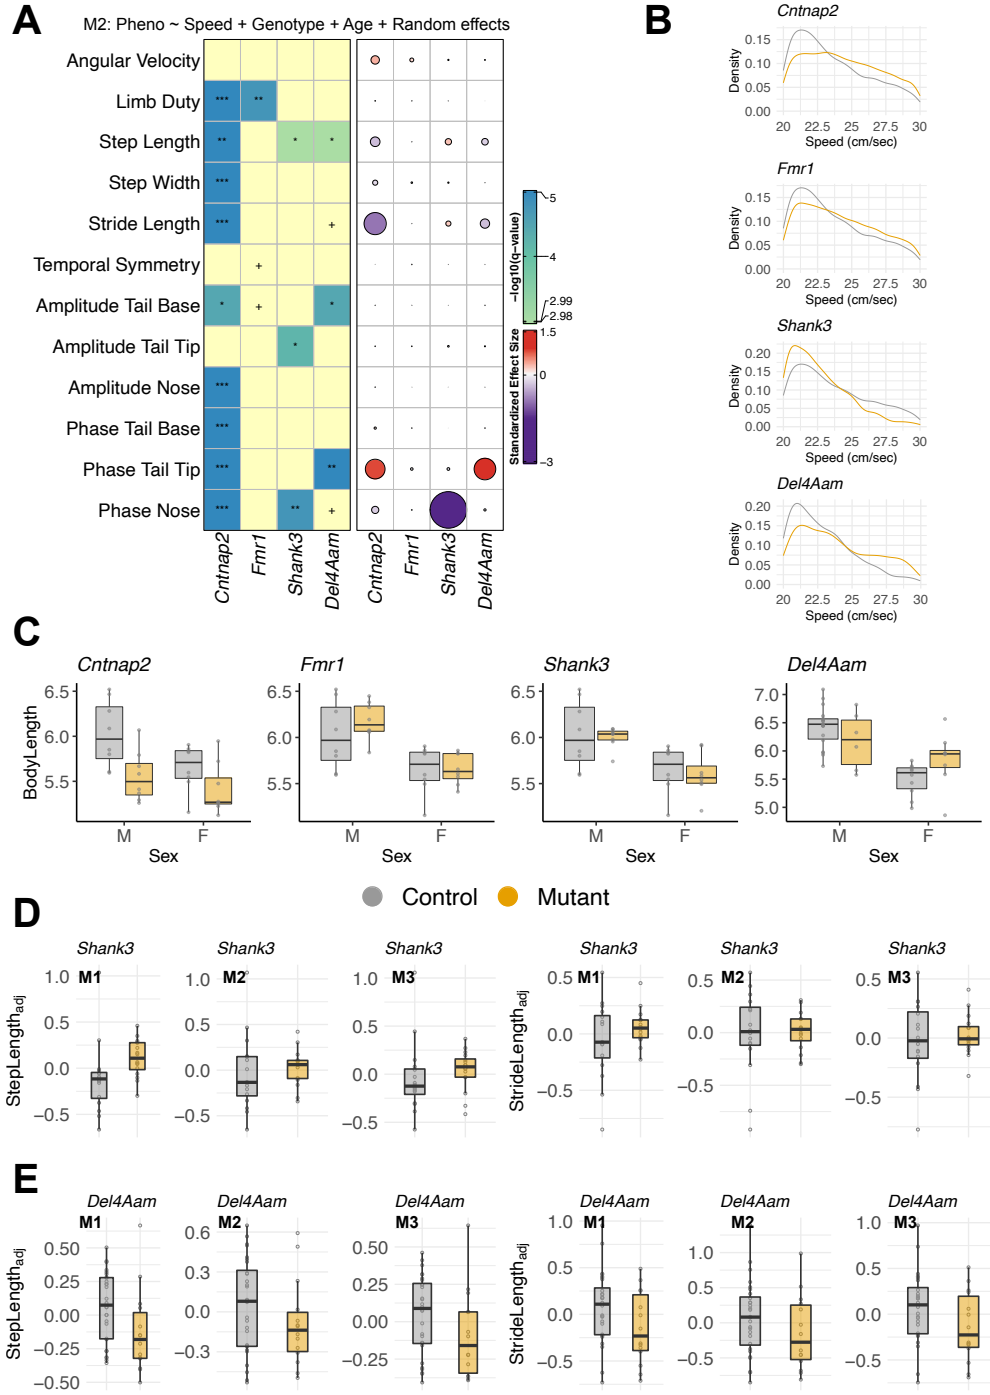 A
M2: Pheno ~ Speed + Genotype + Age + Random effects
Angular Velocity
Limb Duty *** **
Step Length ** * *
Step Width ***
Stride Length *** +
Temporal Symmetry +
Amplitude Tail Base * + *
Amplitude Tail Tip *
Amplitude Nose ***
Phase Tail Base ***
Phase Tail Tip *** **
Phase Nose *** ** +
Cntnap2 Fmr1 Shank3 Del4Aam Cntnap2 Fmr1 Shank3 Del4Aam
−log10(q−value)
5
4
2.99
2.98
Standardized Effect Size
1.5
0
−3
B
Cntnap2
Density
0.15
0.10
0.05
0.00
20 22.5 25 27.5 30
Speed (cm/sec)
Fmr1
Density
0.15
0.10
0.05
0.00
20 22.5 25 27.5 30
Speed (cm/sec)
Shank3
Density
0.20
0.15
0.10
0.05
0.00
20 22.5 25 27.5 30
Speed (cm/sec)
Del4Aam
Density
0.20
0.15
0.10
0.05
0.00
20 22.5 25 27.5 30
Speed (cm/sec)
C
BodyLength
Cntnap2
6.5
6.0
5.5
M F
Sex
Fmr1
6.5
6.0
5.5
M F
Sex
Shank3
6.5
6.0
5.5
M F
Sex
Del4Aam
7.0
6.5
6.0
5.5
5.0
M F
Sex
Control Mutant
D
StepLengthadj
Shank3
M1
1.0
0.5
0.0
−0.5
Shank3
M2
1.0
0.5
0.0
−0.5
Shank3
M3
1.0
0.5
0.0
−0.5
StrideLengthadj
Shank3
M1
0.5
0.0
−0.5
Shank3
M2
0.5
0.0
−0.5
Shank3
M3
0.5
0.0
−0.5
E
StepLengthadj
Del4Aam
M1
0.50
0.25
0.00
−0.25
−0.50
Del4Aam
M2
0.6
0.3
0.0
−0.3
Del4Aam
M3
0.50
0.25
0.00
−0.25
StrideLengthadj
Del4Aam
M1
1.0
0.5
0.0
−0.5
Del4Aam
M2
1.0
0.5
0.0
−0.5
Del4Aam
M3
1.0
0.5
0.0
−0.5